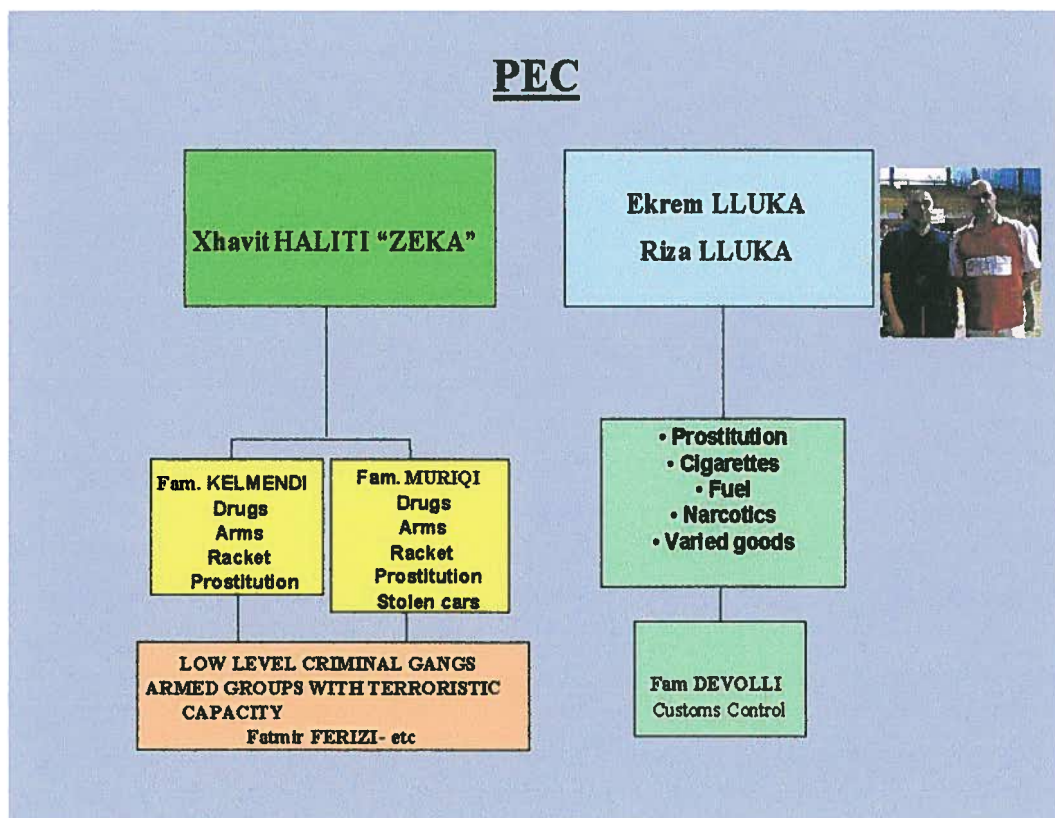 PEC
Xhavit HALITI “ZEKA”
Ekrem LLUKA
Riza LLUKA
Fam. KELMENDI
Drugs
Arms
Racket
Prostitution
Fam. MURIQI
Drugs
Arms
Racket
Prostitution
Stolen cars
LOW LEVEL CRIMINAL GANGS
ARMED GROUPS WITH TERRORISTIC
CAPACITY
Fatmir FERIZI- etc
• Prostitution
• Cigarettes
• Fuel
• Narcotics
• Varied goods
Fam DEVOLLI
Customs Control